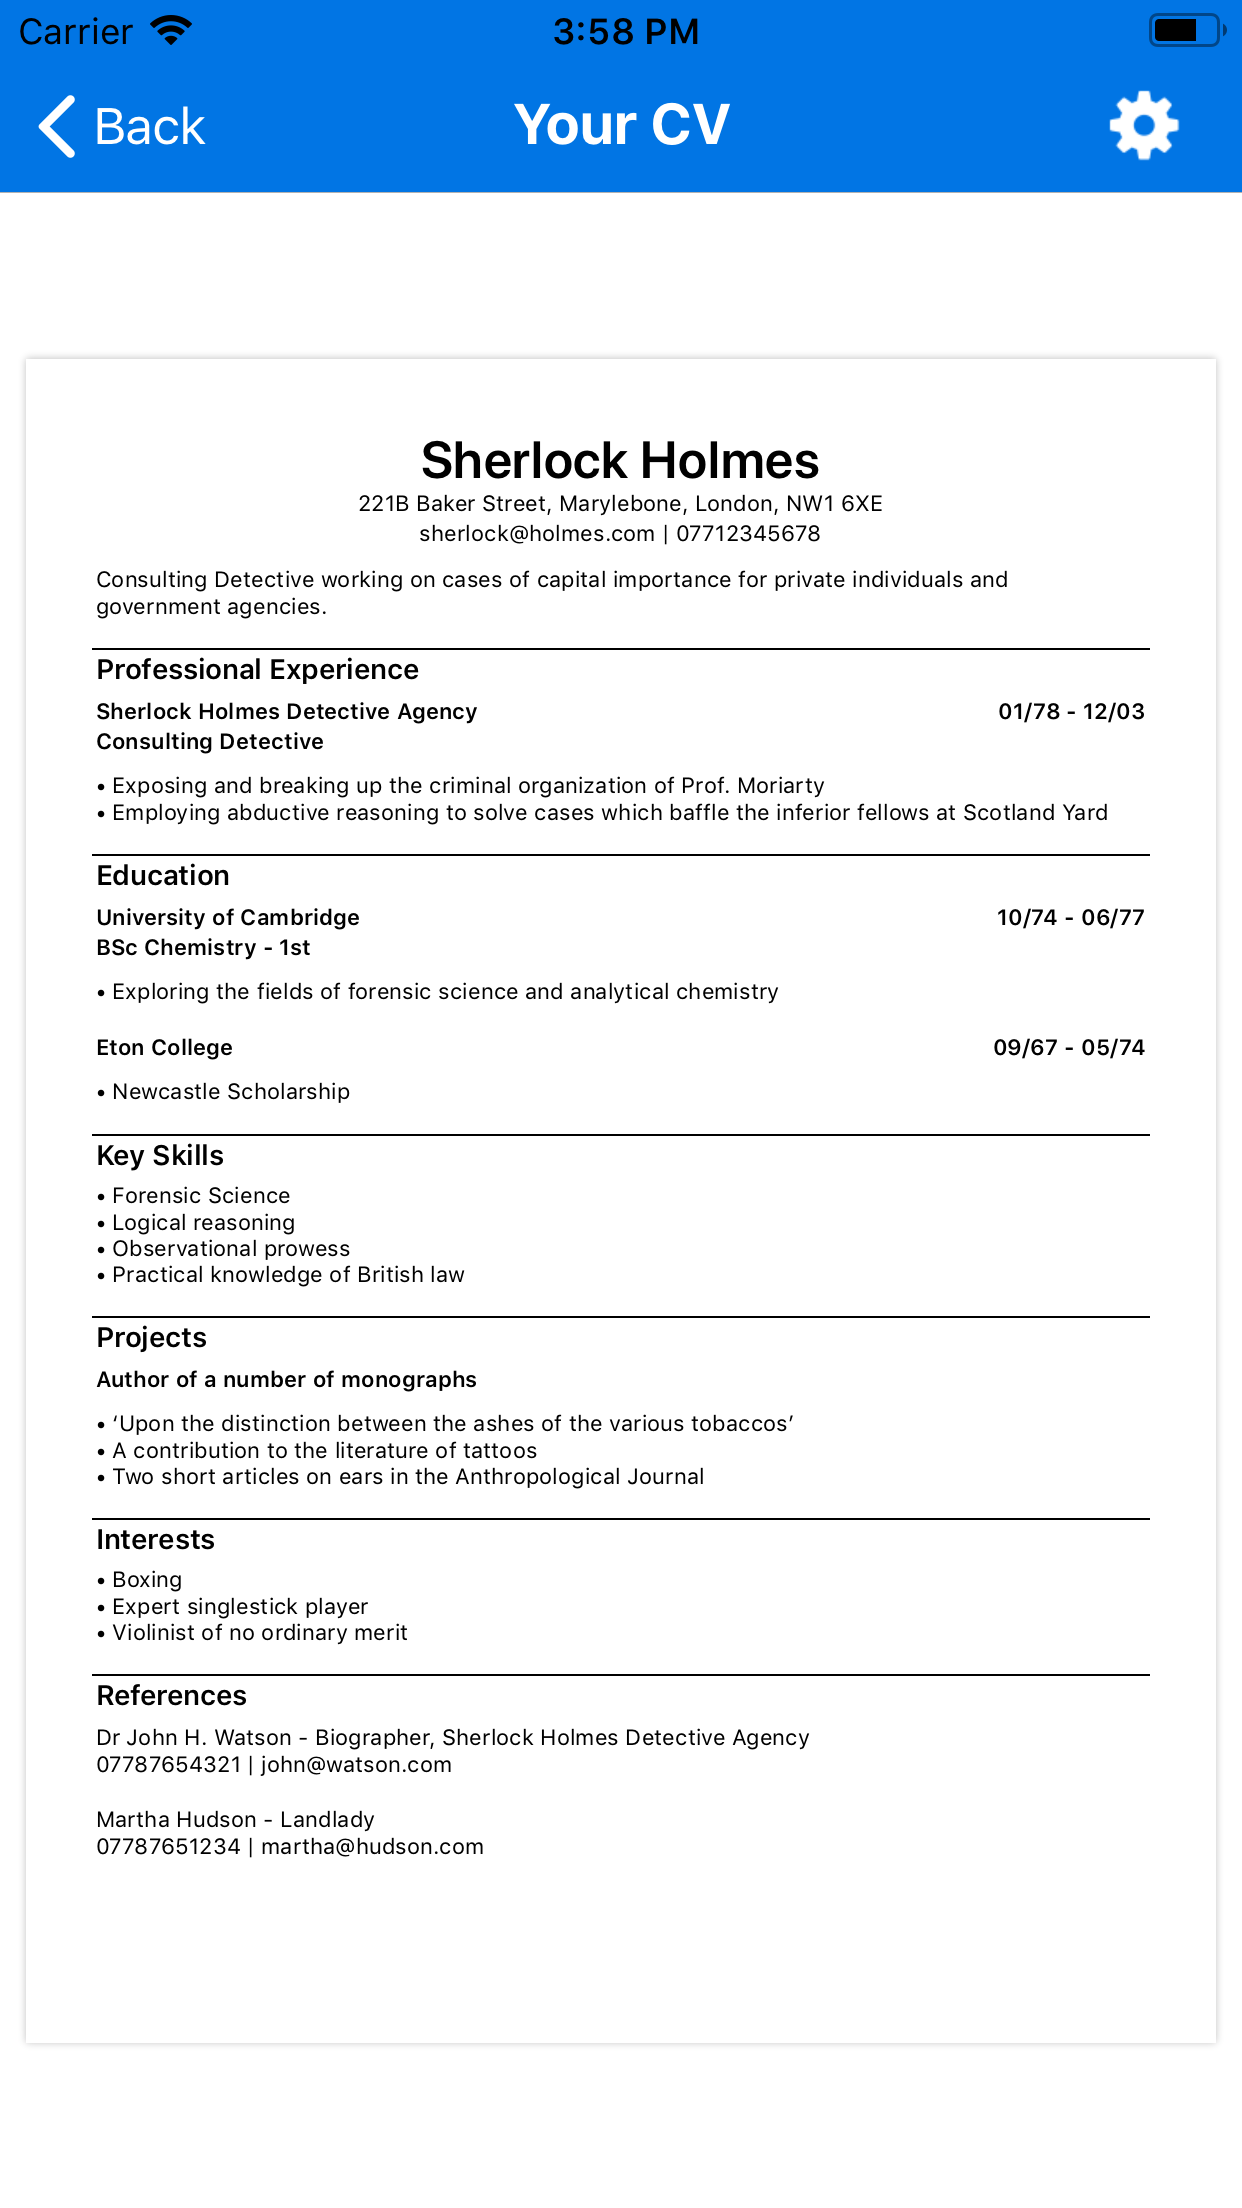 Carrier 3:58 PM
Back Your CV
Sherlock Holmes
221B Baker Street, Marylebone, London, NW1 6XE
sherlock@holmes.com | 07712345678
Consulting Detective working on cases of capital importance for private individuals and
government agencies.
Professional Experience
Sherlock Holmes Detective Agency 01/78 - 12/03
Consulting Detective
• Exposing and breaking up the criminal organization of Prof. Moriarty
• Employing abductive reasoning to solve cases which baffle the inferior fellows at Scotland Yard
Education
University of Cambridge 10/74 - 06/77
BSc Chemistry - 1st
• Exploring the fields of forensic science and analytical chemistry
Eton College 09/67 - 05/74
• Newcastle Scholarship
Key Skills
• Forensic Science
• Logical reasoning
• Observational prowess
• Practical knowledge of British law
Projects
Author of a number of monographs
• ‘Upon the distinction between the ashes of the various tobaccos’
• A contribution to the literature of tattoos
• Two short articles on ears in the Anthropological Journal
Interests
• Boxing
• Expert singlestick player
• Violinist of no ordinary merit
References
Dr John H. Watson - Biographer, Sherlock Holmes Detective Agency
07787654321 | john@watson.com
Martha Hudson - Landlady
07787651234 | martha@hudson.com